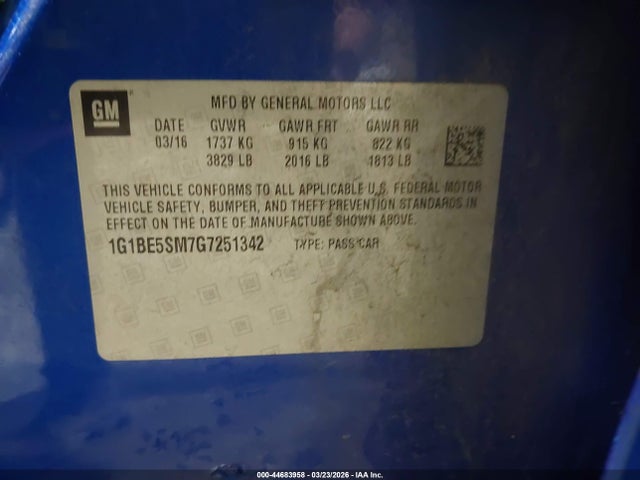 GM
MFD BY GENERAL MOTORS LLC
DATE GVWR GAWR FRT GAWR RR
03/16 1737 KG 915 KG 822 KG
3829 LB 2016 LB 1813 LB
THIS VEHICLE CONFORMS TO ALL APPLICABLE U.S. FEDERAL MOTOR
VEHICLE SAFETY, BUMPER, AND THEFT PREVENTION STANDARDS IN
EFFECT ON THE DATE OF MANUFACTURE SHOWN ABOVE.
1G1BE5SM7G7251342 TYPE: PASS CAR
000-44683958 - 03/23/2026 - IAA Inc.